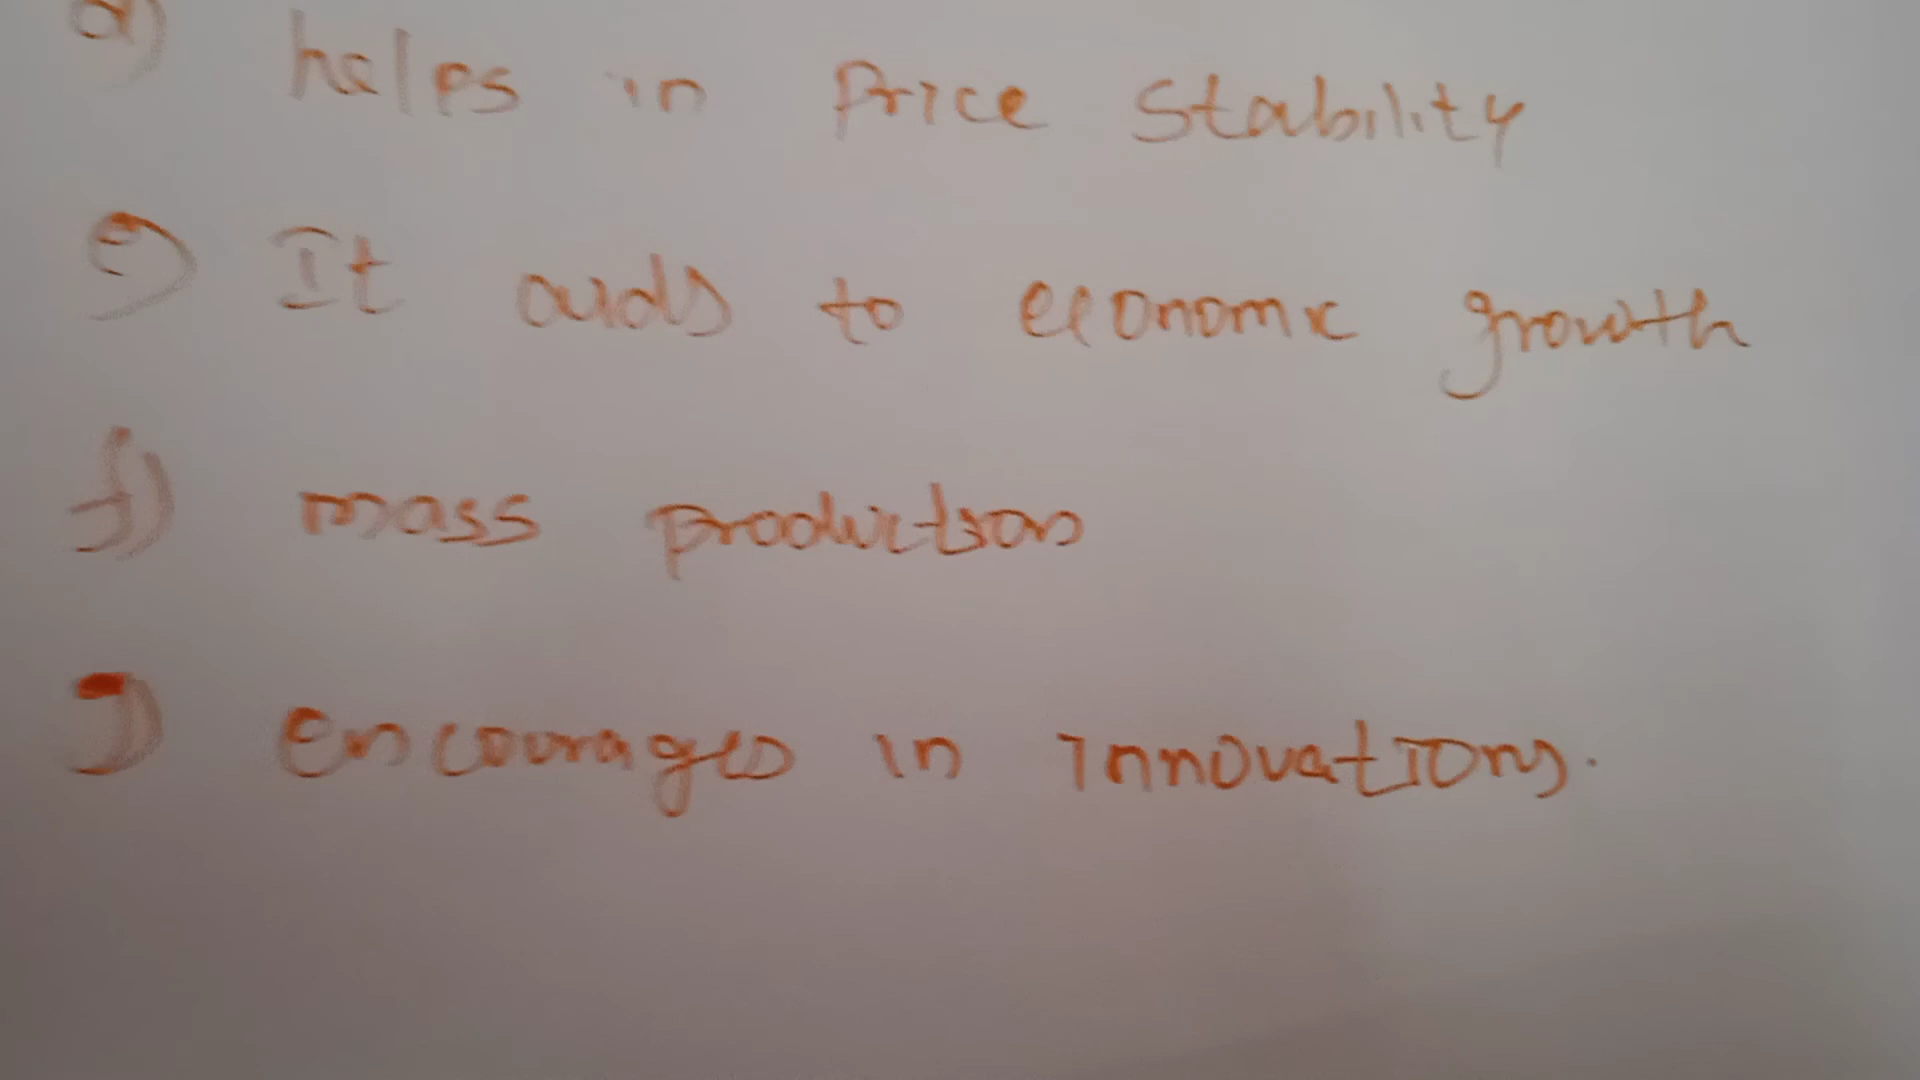 d) helps in Price Stability
e) It aids to economic growth
f) mass production
g) encourages in innovations.